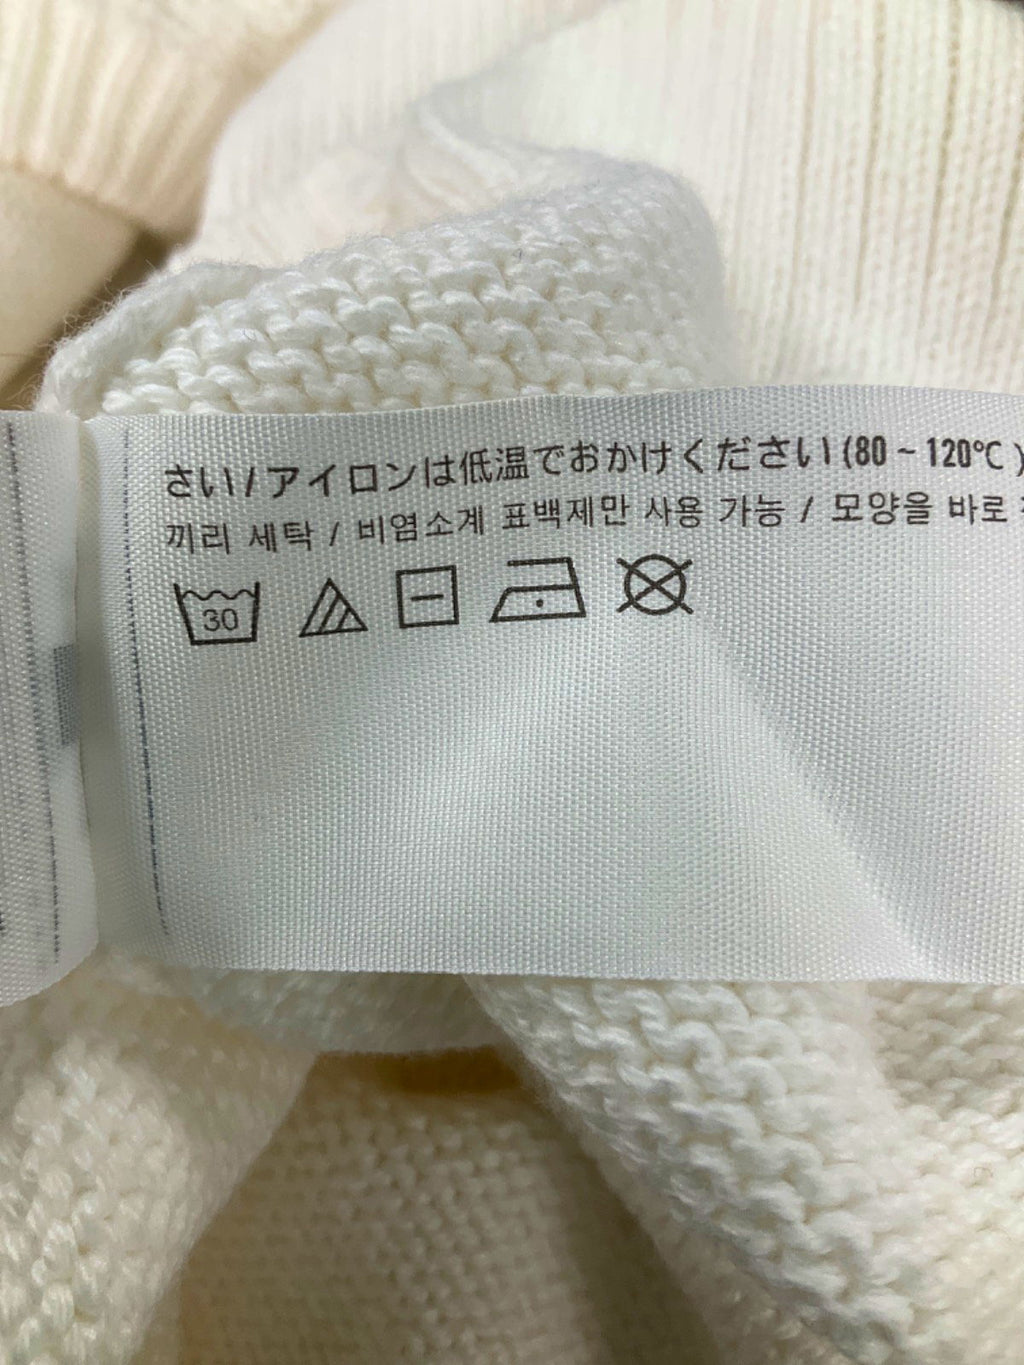 さい/アイロンは低温でおかけください(80 ~ 120℃ )
끼리 세탁 / 비염소계 표백제만 사용 가능 / 모양을 바로
30